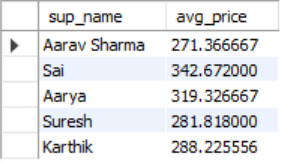 sup_name avg_price
Aarav Sharma 271.366667
Sai 342.672000
Aarya 319.326667
Suresh 281.818000
Karthik 288.225556